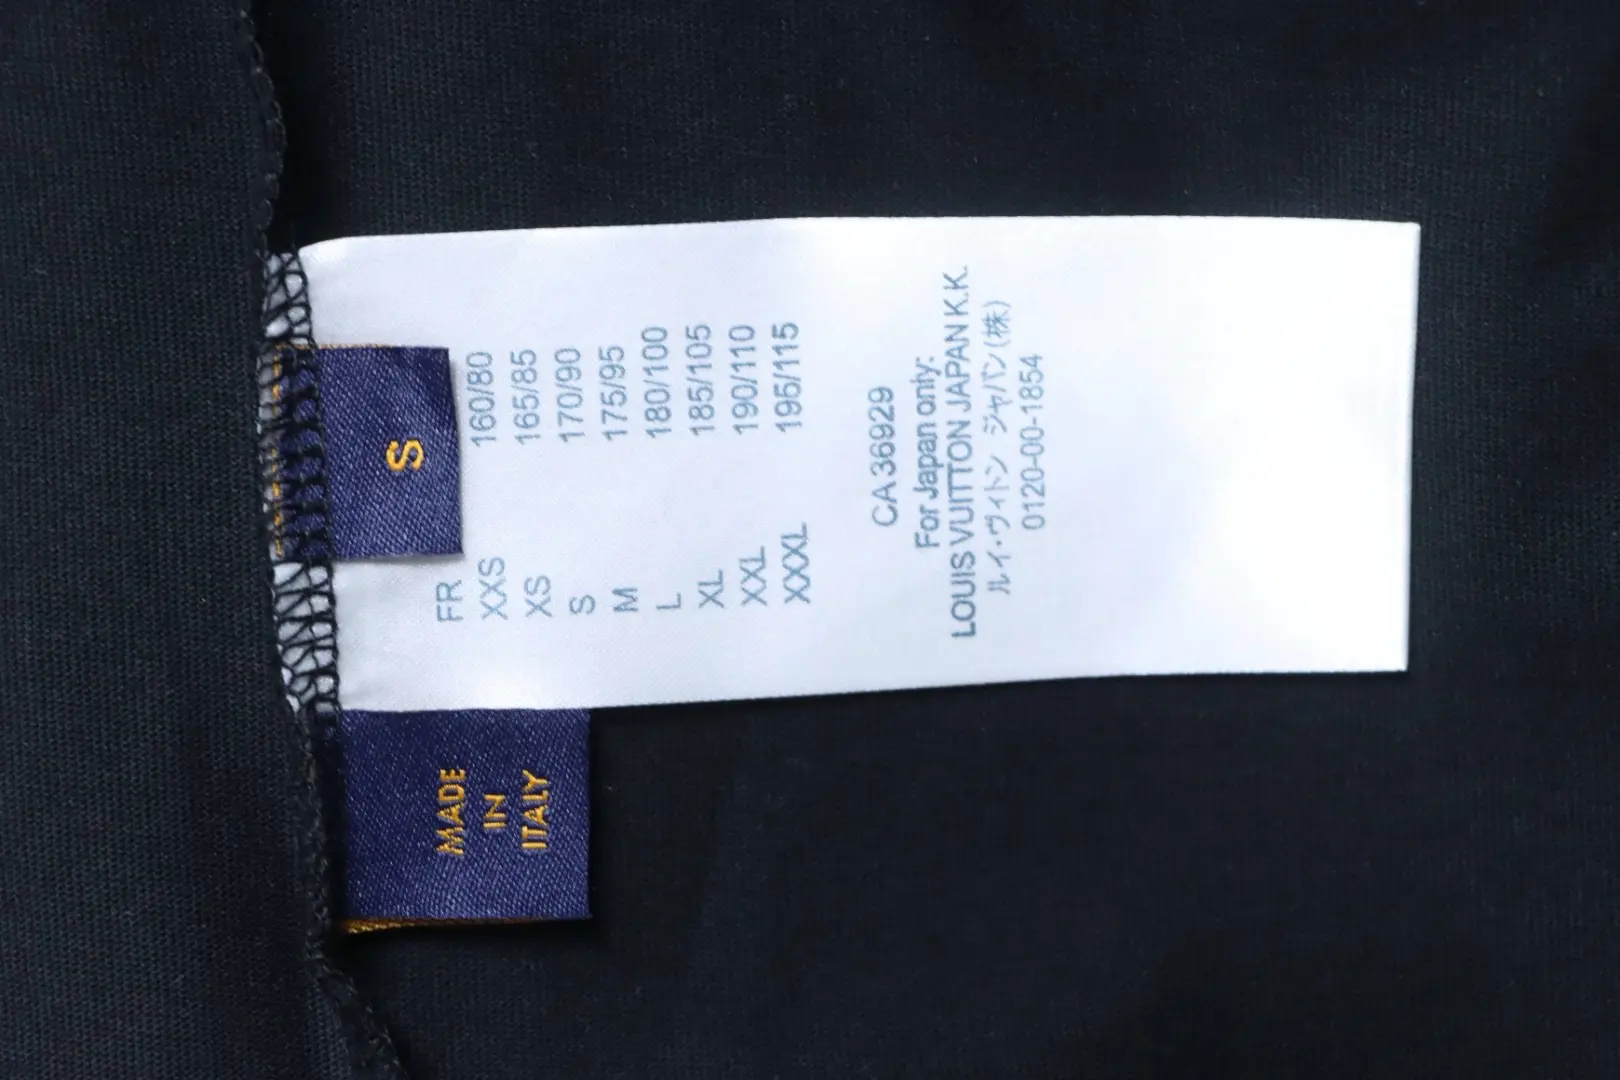 S
FR
XXS 160/80
XS 165/85
S 170/90
M 175/95
L 180/100
XL 185/105
XXL 190/110
XXXL 195/115
CA 36929
For Japan only:
LOUIS VUITTON JAPAN K.K.
ルイ・ヴィトン ジャパン(株)
0120-00-1854
MADE
IN
ITALY